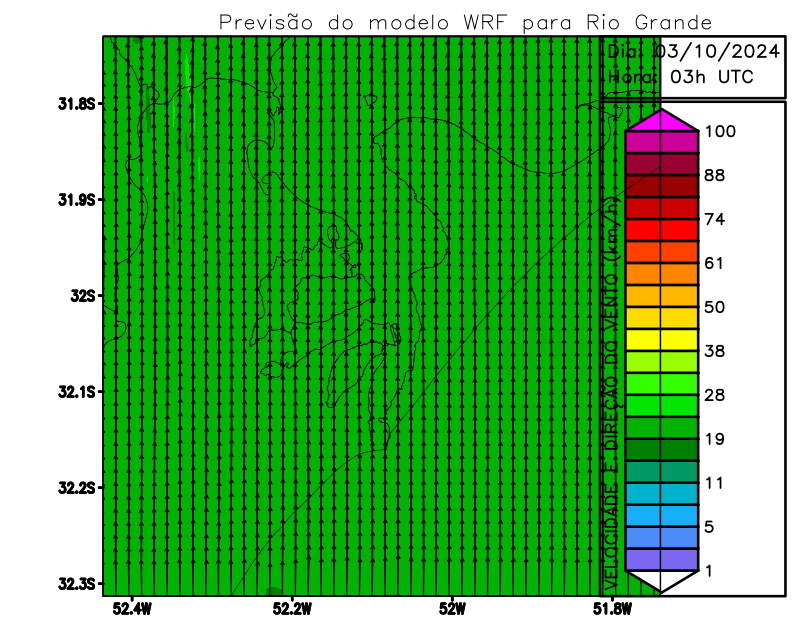 Previsão do modelo WRF para Rio Grande
Dia: 03/10/2024
Hora: 03h UTC
31.8S
31.9S
32S
32.1S
32.2S
32.3S
52.4W
52.2W
52W
51.8W
VELOCIDADE E DIREÇÃO DO VENTO (km/h)
100
88
74
61
50
38
28
19
11
5
1